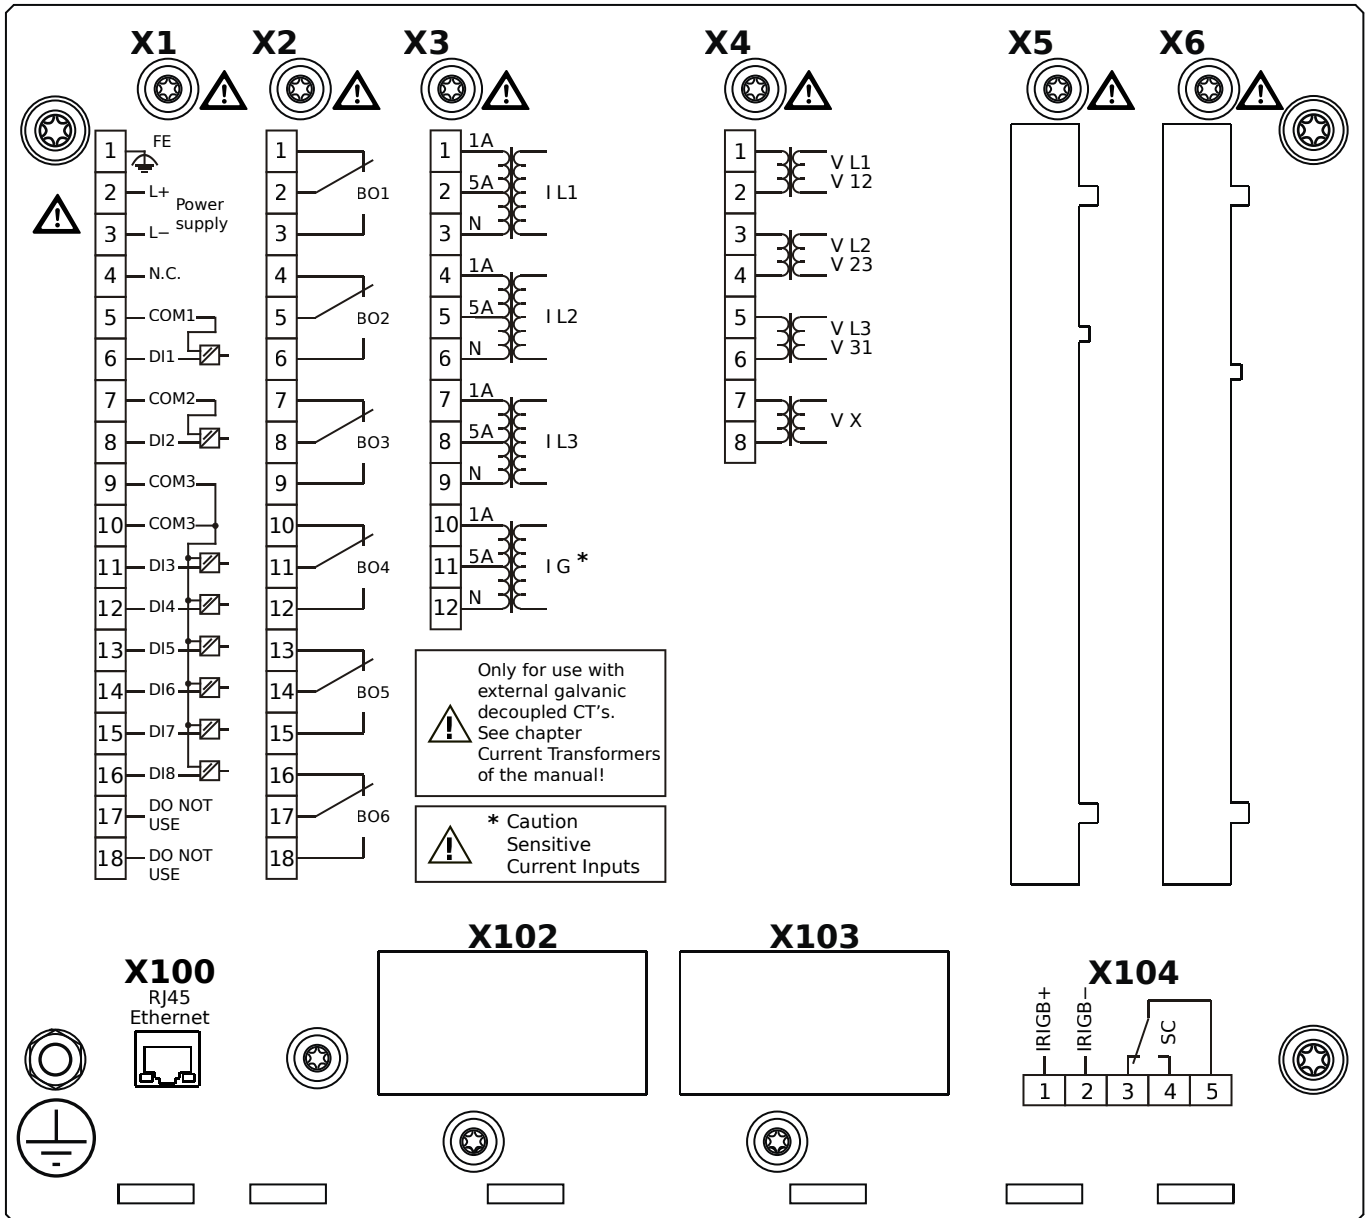 X1
X2
X3
X4
X5
X6
1 FE
2 L+
Power
supply
3 L−
4 N.C.
5 COM1
6 DI1
7 COM2
8 DI2
9 COM3
10 COM3
11 DI3
12 DI4
13 DI5
14 DI6
15 DI7
16 DI8
17 DO NOT
USE
18 DO NOT
USE
1
2 BO1
3
4
5 BO2
6
7
8 BO3
9
10
11 BO4
12
13
14 BO5
15
16
17 BO6
18
1 1A
2 5A I L1
3 N
4 1A
5 5A I L2
6 N
7 1A
8 5A I L3
9 N
10 1A
11 5A I G *
12 N
Only for use with
external galvanic
decoupled CT's.
See chapter
Current Transformers
of the manual!
* Caution
Sensitive
Current Inputs
1 V L1
2 V 12
3 V L2
4 V 23
5 V L3
6 V 31
7 V X
8
X100
RJ45
Ethernet
X102
X103
X104
IRIGB+
IRIGB−
SC
1 2 3 4 5